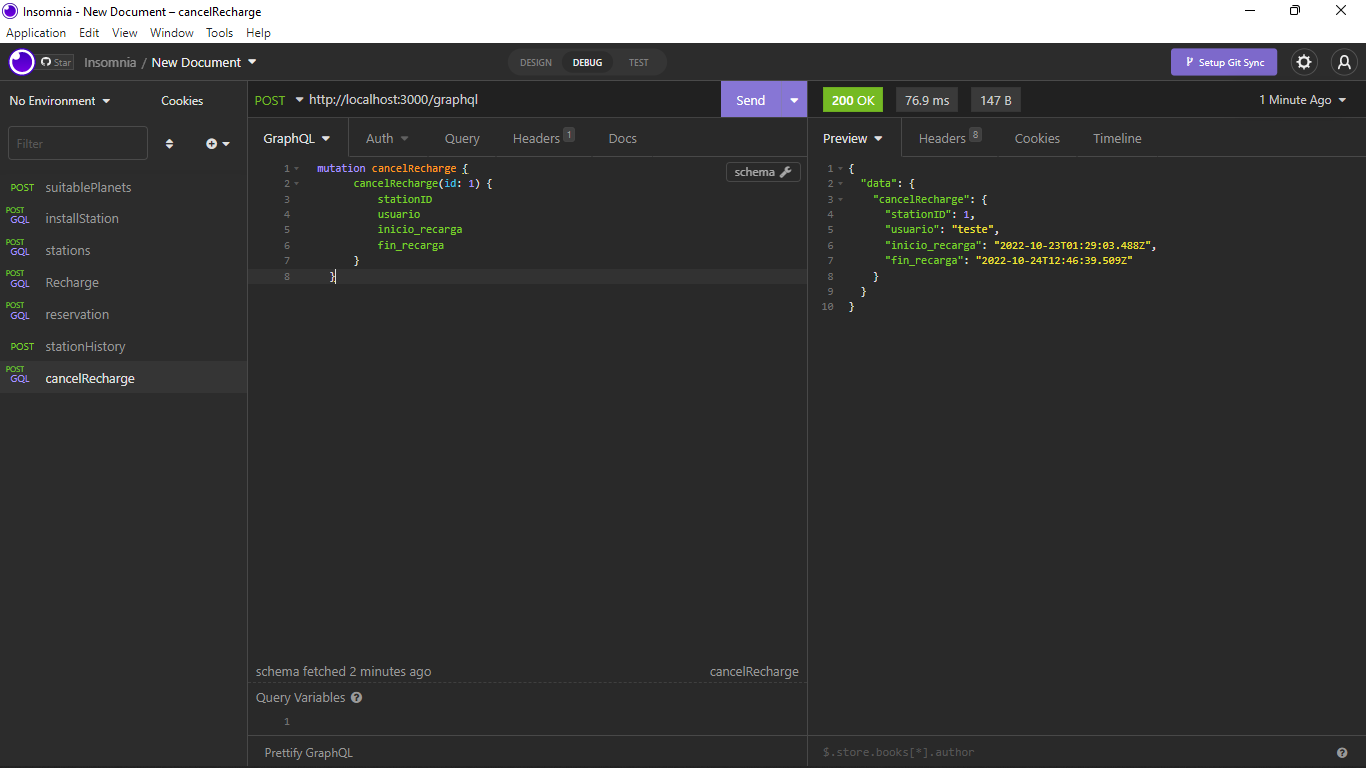 Insomnia - New Document – cancelRecharge
Application Edit View Window Tools Help
Star Insomnia / New Document DESIGN DEBUG TEST Setup Git Sync
No Environment Cookies
Filter
POST suitablePlanets
POST GQL installStation
POST GQL stations
POST GQL Recharge
POST GQL reservation
POST stationHistory
POST GQL cancelRecharge
POST http://localhost:3000/graphql Send
GraphQL Auth Query Headers 1 Docs
schema
1 mutation cancelRecharge {
2 cancelRecharge(id: 1) {
3 stationID
4 usuario
5 inicio_recarga
6 fin_recarga
7 }
8 }
schema fetched 2 minutes ago cancelRecharge
Query Variables ?
1
Prettify GraphQL
200 OK 76.9 ms 147 B 1 Minute Ago
Preview Headers 8 Cookies Timeline
1 {
2 "data": {
3 "cancelRecharge": {
4 "stationID": 1,
5 "usuario": "teste",
6 "inicio_recarga": "2022-10-23T01:29:03.488Z",
7 "fin_recarga": "2022-10-24T12:46:39.509Z"
8 }
9 }
10 }
$.store.books[*].author ?